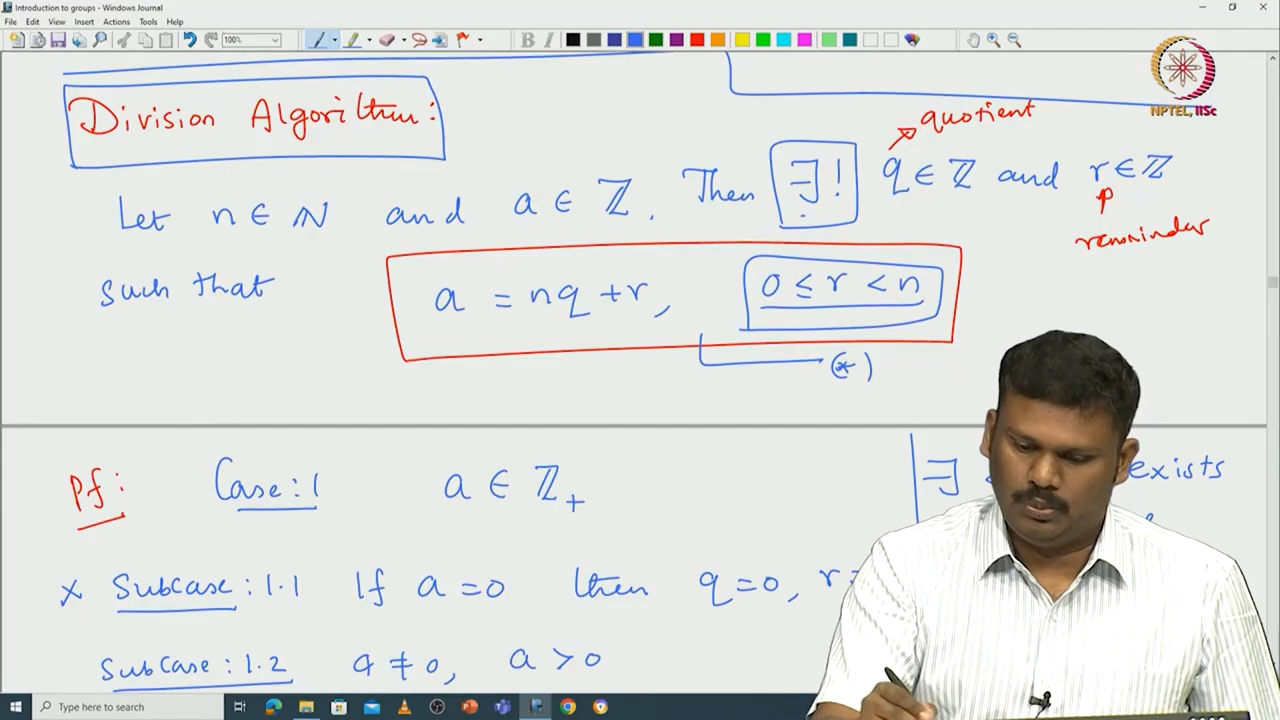 Introduction to groups - Windows Journal
File Edit View Insert Actions Tools Help
100%
B I
NPTEL, IISc
Division Algorithm:
quotient
Let n ∈ ℕ and a ∈ ℤ. Then ∃! q ∈ ℤ and r ∈ ℤ
remainder
such that a = nq + r, 0 ≤ r < n
(*)
Pf: Case:1 a ∈ ℤ₊
∃ exists
x Subcase:1.1 If a = 0 then q = 0, r =
Subcase:1.2 a ≠ 0, a > 0
Type here to search